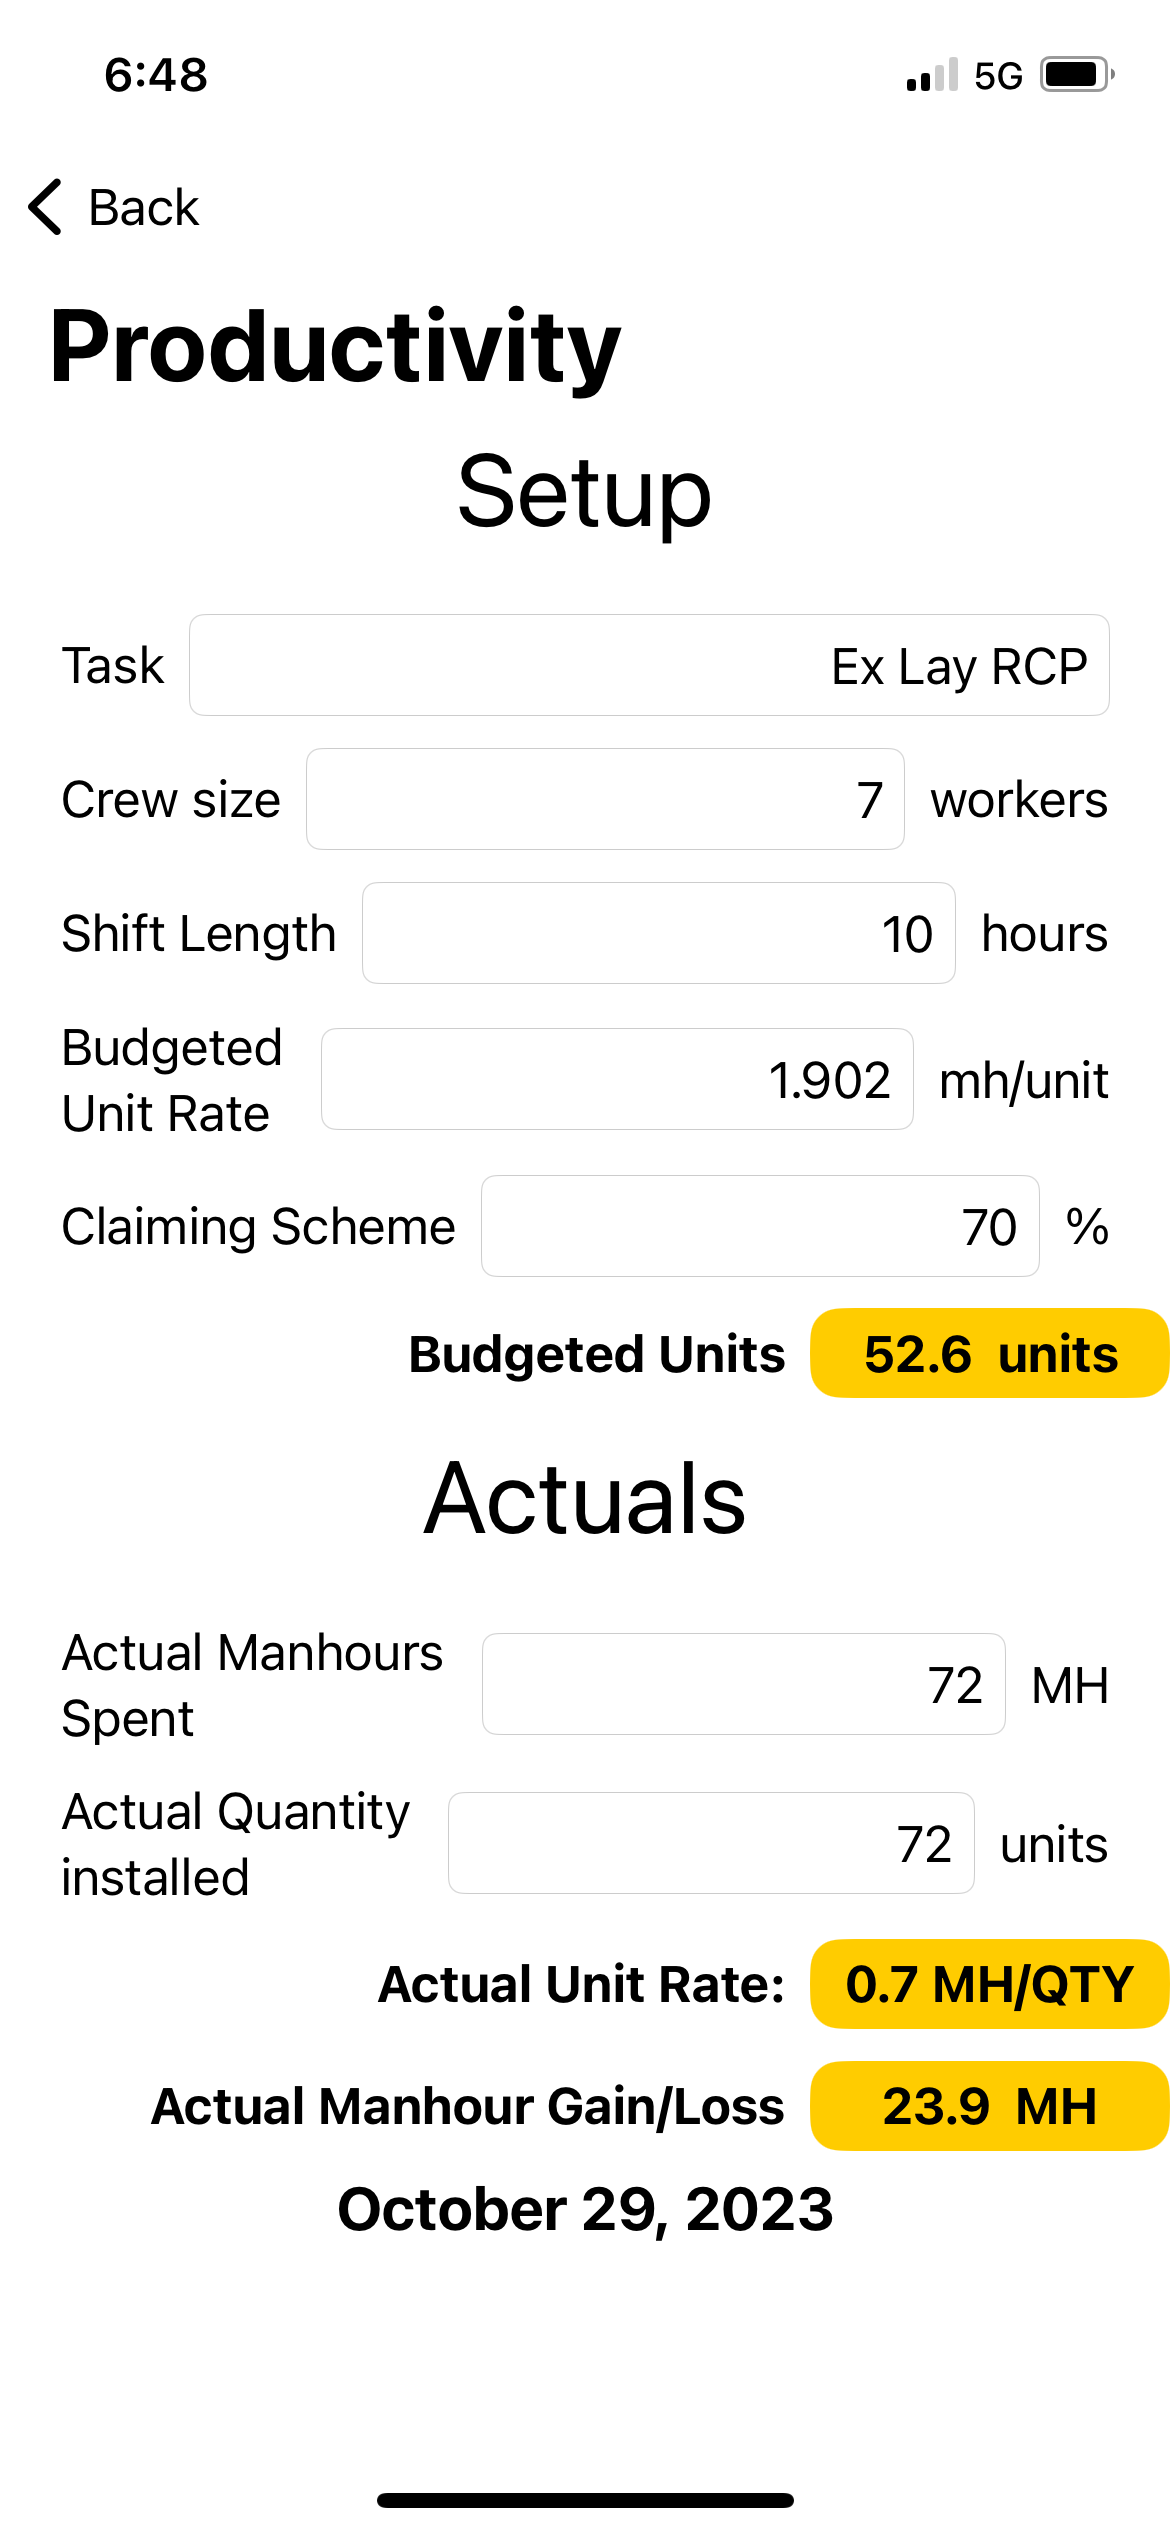 6:48 5G
Back
Productivity
Setup
Task Ex Lay RCP
Crew size 7 workers
Shift Length 10 hours
Budgeted
Unit Rate 1.902 mh/unit
Claiming Scheme 70 %
Budgeted Units 52.6 units
Actuals
Actual Manhours
Spent 72 MH
Actual Quantity
installed 72 units
Actual Unit Rate: 0.7 MH/QTY
Actual Manhour Gain/Loss 23.9 MH
October 29, 2023